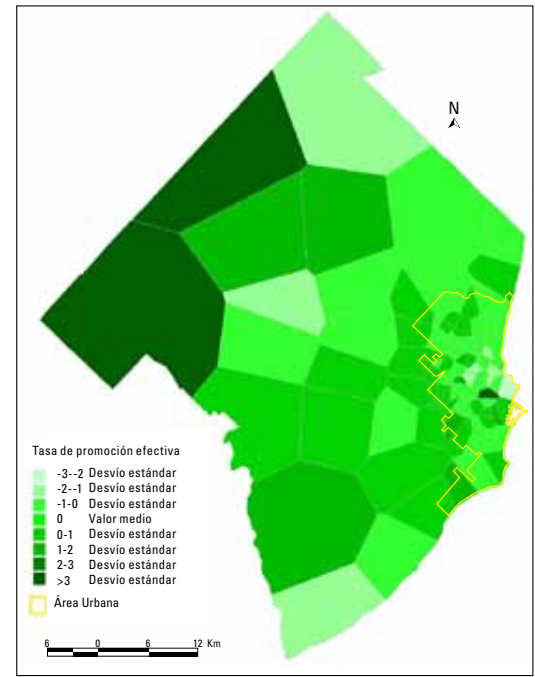 N
Tasa de promoción efectiva
-3--2 Desvío estándar
-2--1 Desvío estándar
-1-0 Desvío estándar
0 Valor medio
0-1 Desvío estándar
1-2 Desvío estándar
2-3 Desvío estándar
>3 Desvío estándar
Área Urbana
6 0 6 12 Km